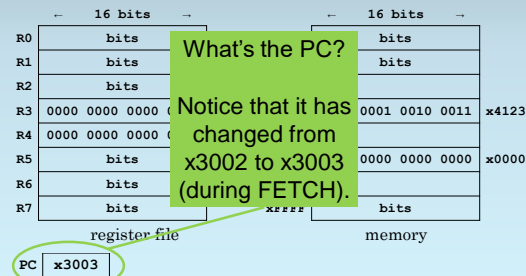 ← 16 bits →
← 16 bits →
R0 bits
bits
R1 bits
bits
R2 bits
R3 0000 0000 0000
0001 0010 0011 x4123
R4 0000 0000 0000
R5 bits
0000 0000 0000 x0000
R6 bits
R7 bits
xFFFF bits
What's the PC?
Notice that it has
changed from
x3002 to x3003
(during FETCH).
register file
memory
PC x3003